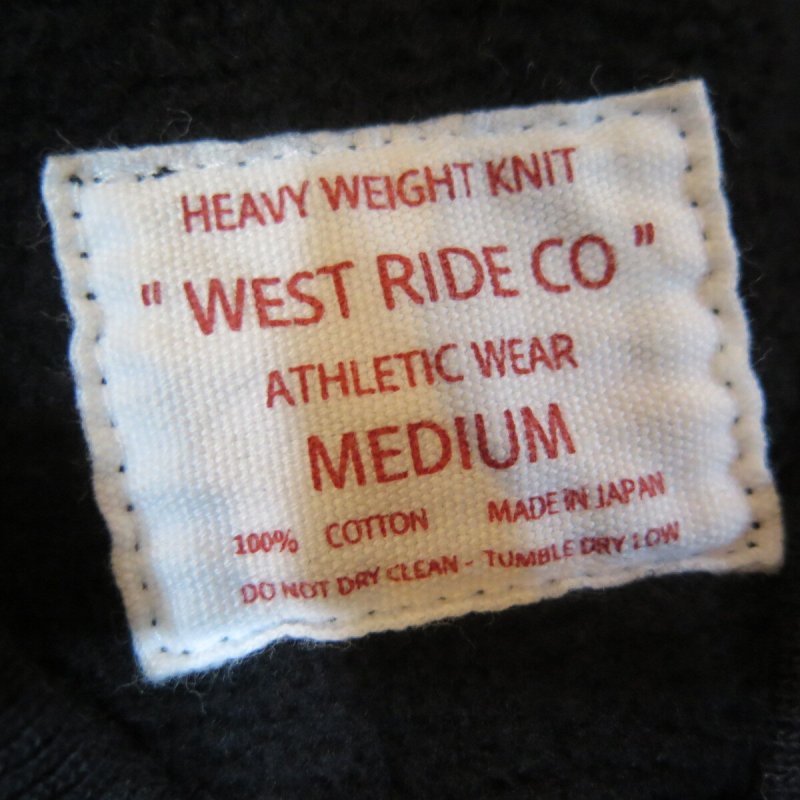 HEAVY WEIGHT KNIT
" WEST RIDE CO "
ATHLETIC WEAR
MEDIUM
100% COTTON MADE IN JAPAN
DO NOT DRY CLEAN - TUMBLE DRY LOW